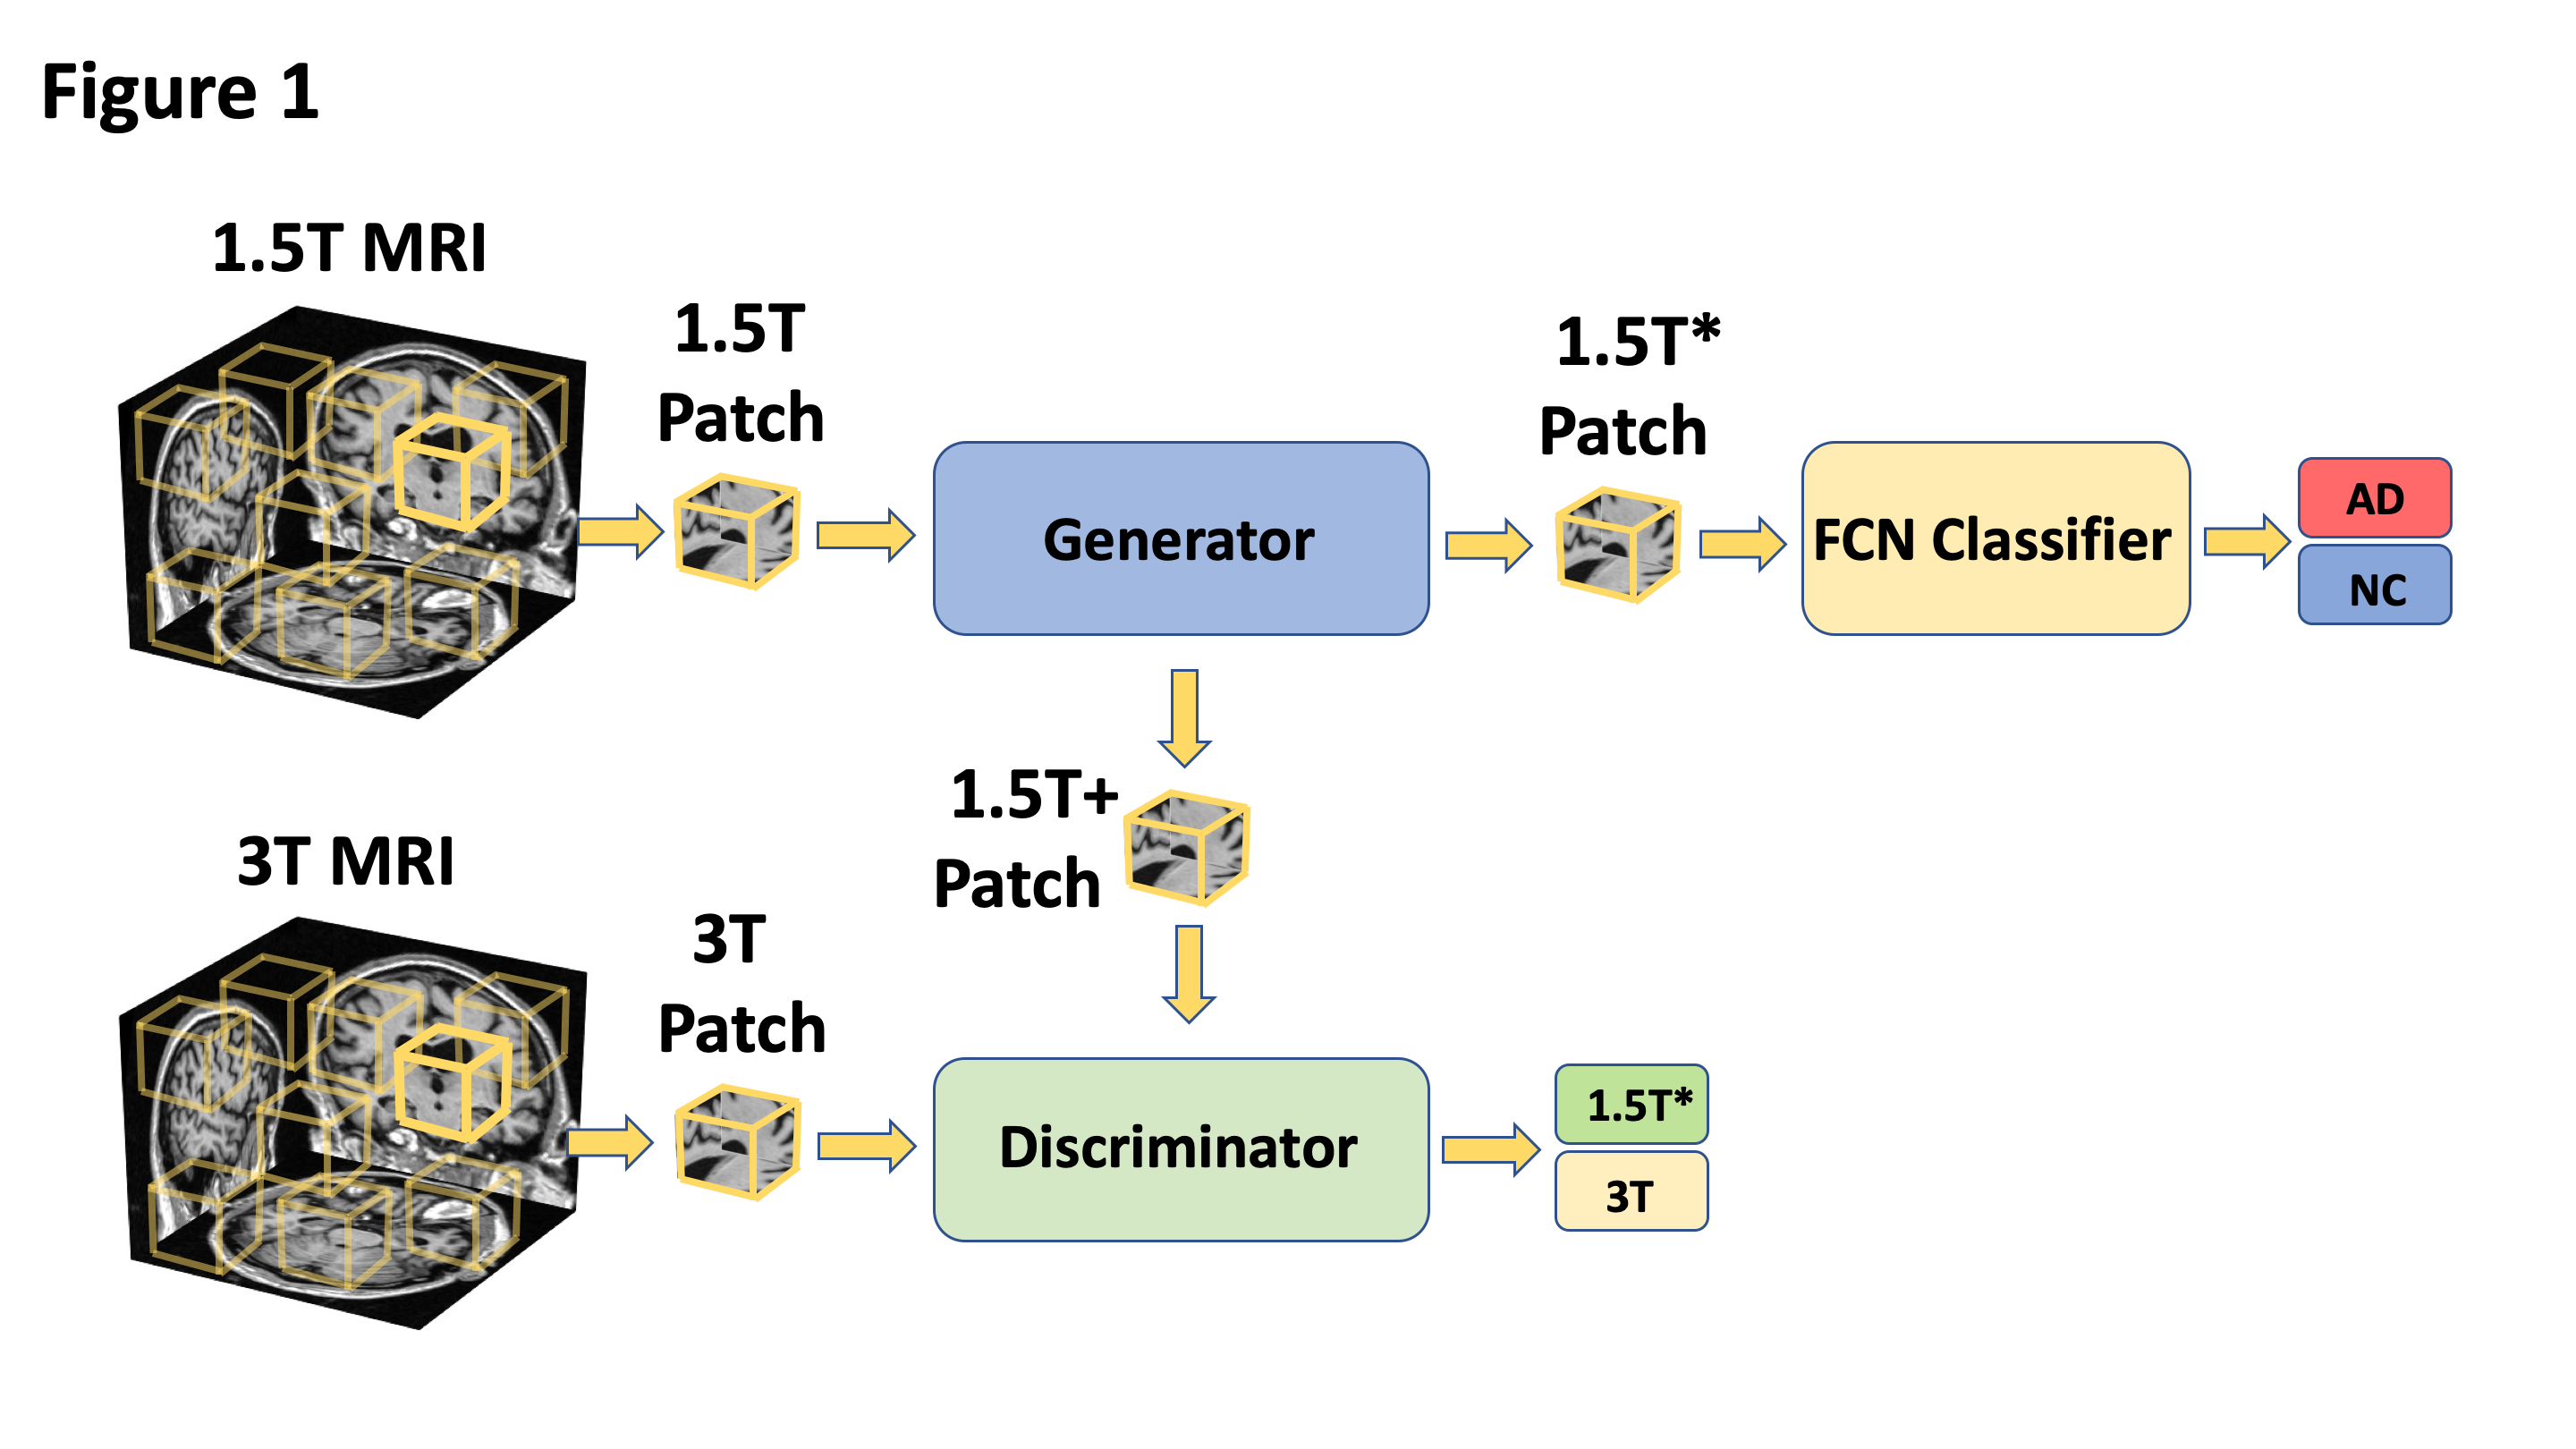 Figure 1
1.5T MRI
1.5T
Patch
Generator
1.5T*
Patch
FCN Classifier
AD
NC
1.5T+
Patch
3T MRI
3T
Patch
Discriminator
1.5T*
3T